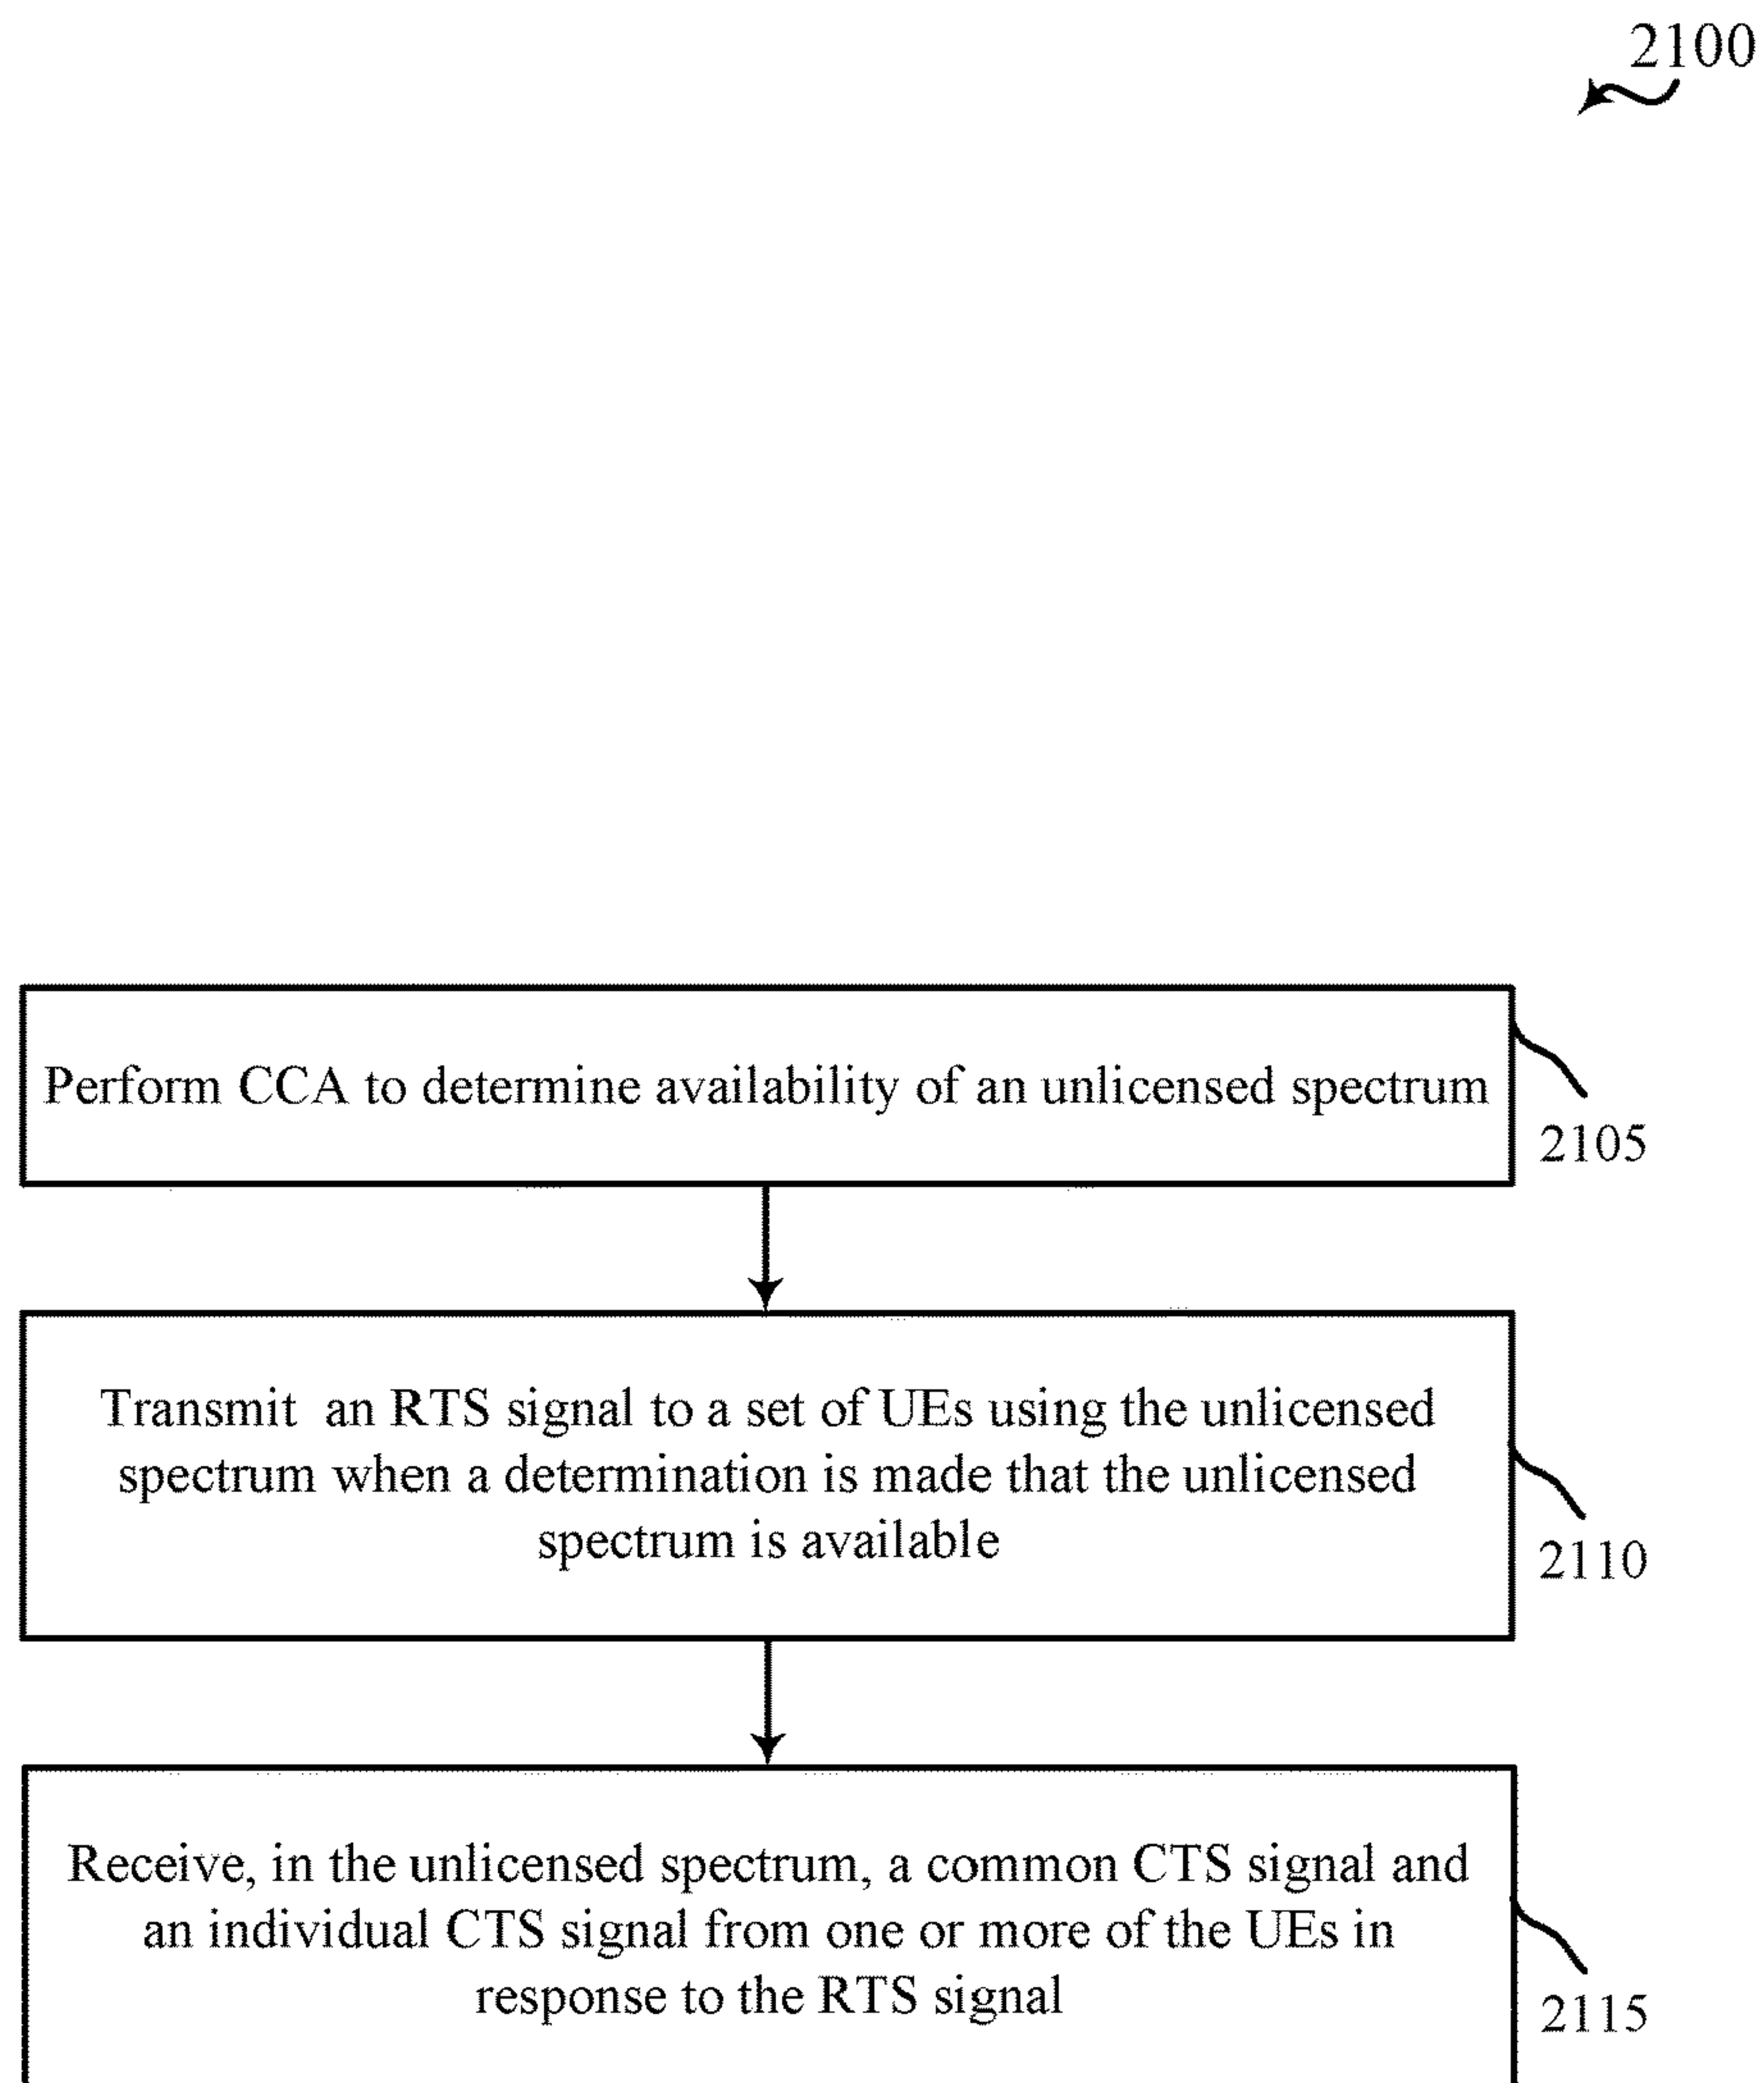 2100
Perform CCA to determine availability of an unlicensed spectrum
2105
Transmit an RTS signal to a set of UEs using the unlicensed
spectrum when a determination is made that the unlicensed
spectrum is available
2110
Receive, in the unlicensed spectrum, a common CTS signal and
an individual CTS signal from one or more of the UEs in
response to the RTS signal
2115